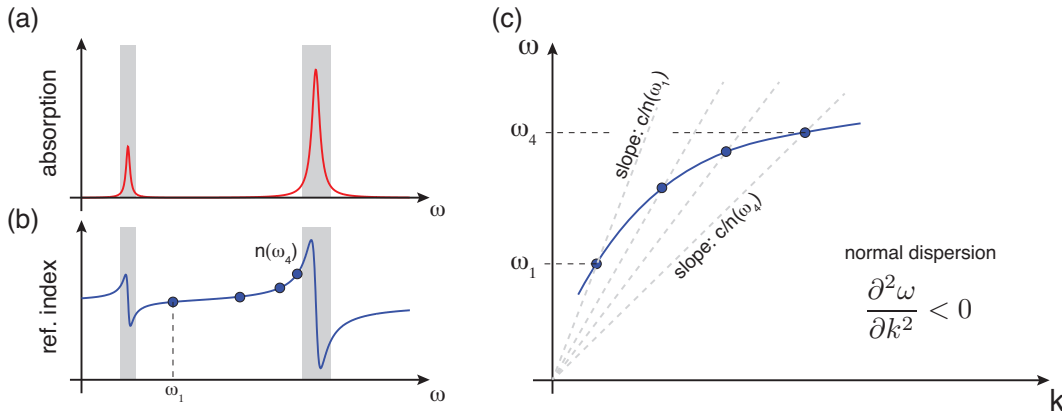 (a)
absorption
ω
(b)
ref. index
n(ω₄)
ω₁
ω
(c)
ω
ω₄
ω₁
slope: c/n(ω₁)
slope: c/n(ω₄)
normal dispersion
∂²ω
∂k² < 0
k